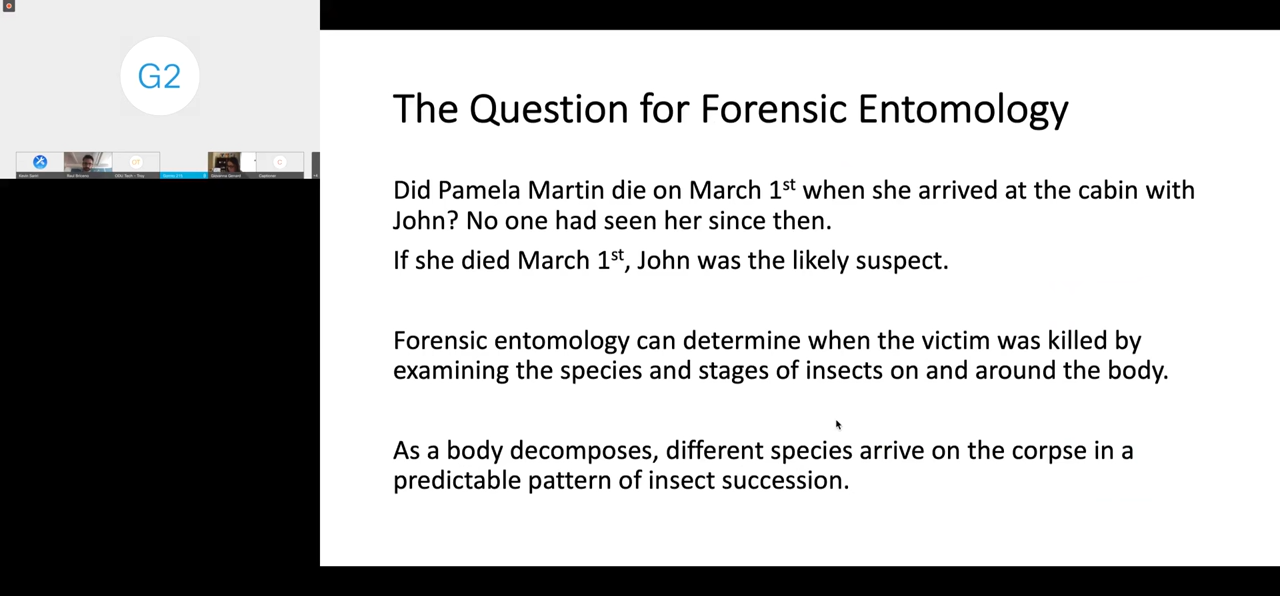 G2
The Question for Forensic Entomology
Did Pamela Martin die on March 1st when she arrived at the cabin with
John? No one had seen her since then.
If she died March 1st, John was the likely suspect.
Forensic entomology can determine when the victim was killed by
examining the species and stages of insects on and around the body.
As a body decomposes, different species arrive on the corpse in a
predictable pattern of insect succession.